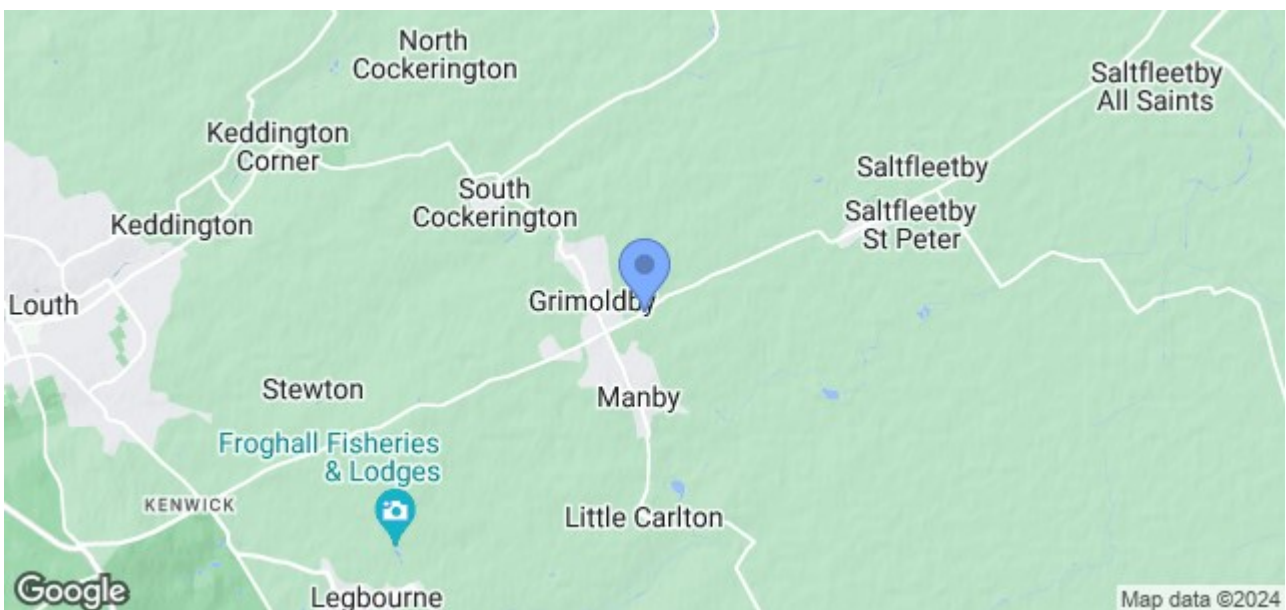 North
Cockerington
Saltfleetby
All Saints
Keddington
Corner
Saltfleetby
South
Cockerington
Saltfleetby
St Peter
Keddington
Louth
Grimoldby
Stewton
Manby
Froghall Fisheries
& Lodges
KENWICK
Little Carlton
Legbourne
Google
Map data ©2024